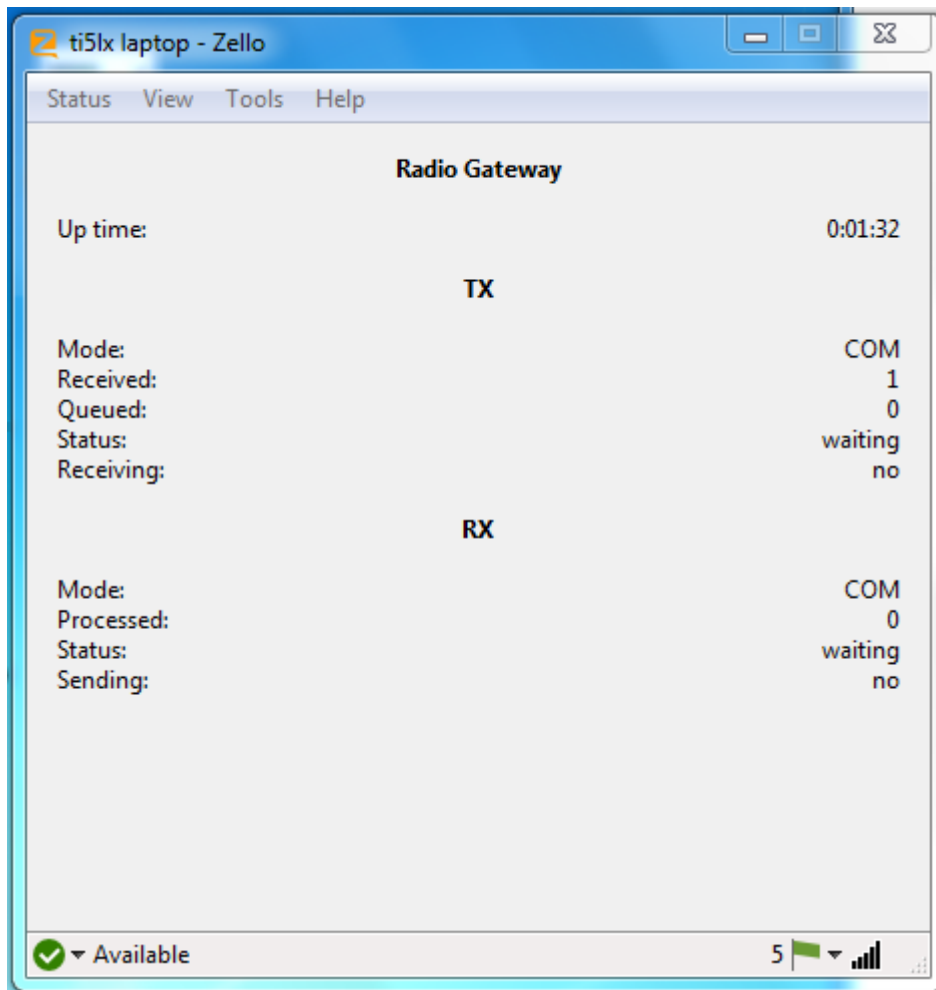 ti5lx laptop - Zello
Status View Tools Help
Radio Gateway
Up time: 0:01:32
TX
Mode: COM
Received: 1
Queued: 0
Status: waiting
Receiving: no
RX
Mode: COM
Processed: 0
Status: waiting
Sending: no
Available 5